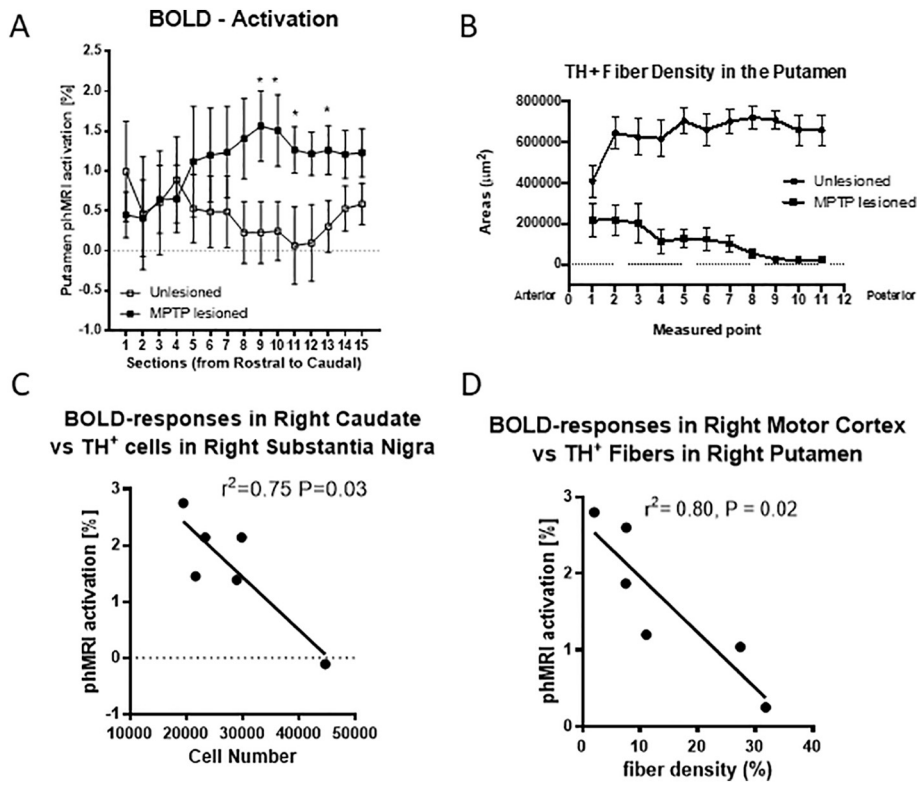 A
BOLD - Activation
Putamen phMRI activation [%]
2.5
2.0
1.5
1.0
0.5
0.0
-0.5
-1.0
* * * *
Unlesioned
MPTP lesioned
1 2 3 4 5 6 7 8 9 10 11 12 13 14 15
Sections (from Rostral to Caudal)
B
TH+ Fiber Density in the Putamen
Areas (µm²)
800000
600000
400000
200000
0
Unlesioned
MPTP lesioned
Anterior 0 1 2 3 4 5 6 7 8 9 10 11 12 Posterior
Measured point
C
BOLD-responses in Right Caudate
vs TH⁺ cells in Right Substantia Nigra
r²=0.75 P=0.03
phMRI activation [%]
3
2
1
0
-1
10000 20000 30000 40000 50000
Cell Number
D
BOLD-responses in Right Motor Cortex
vs TH⁺ Fibers in Right Putamen
r²= 0.80, P = 0.02
phMRI activation [%]
3
2
1
0
0 10 20 30 40
fiber density (%)